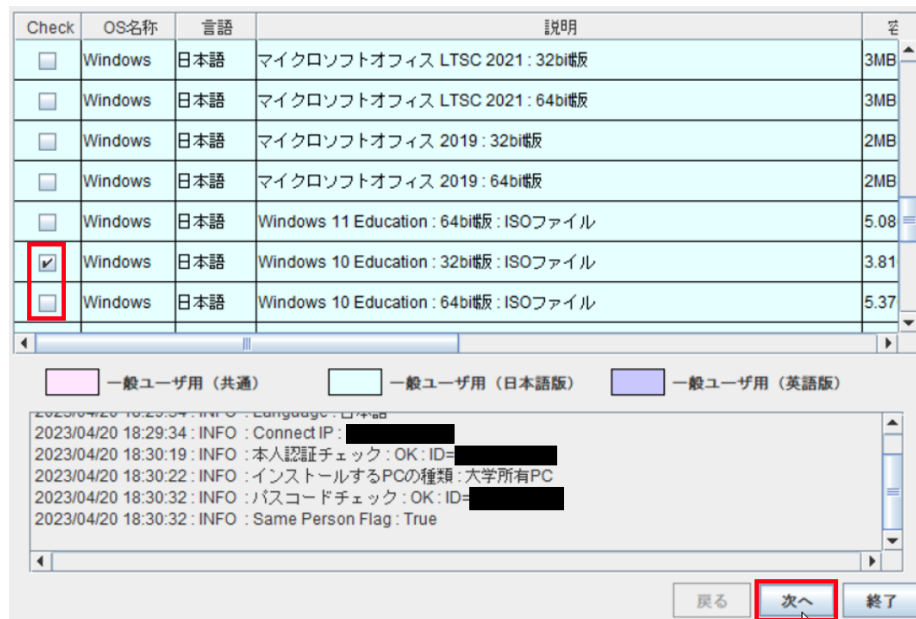 Check OS名称 言語 説明
Windows 日本語 マイクロソフトオフィス LTSC 2021 : 32bit版 3MB
Windows 日本語 マイクロソフトオフィス LTSC 2021 : 64bit版 3MB
Windows 日本語 マイクロソフトオフィス 2019 : 32bit版 2MB
Windows 日本語 マイクロソフトオフィス 2019 : 64bit版 2MB
Windows 日本語 Windows 11 Education : 64bit版 : ISOファイル 5.08
Windows 日本語 Windows 10 Education : 32bit版 : ISOファイル 3.81
Windows 日本語 Windows 10 Education : 64bit版 : ISOファイル 5.37
一般ユーザ用（共通） 一般ユーザ用（日本語版） 一般ユーザ用（英語版）
2023/04/20 18:29:34 : INFO : Language : 日本語
2023/04/20 18:29:34 : INFO : Connect IP :
2023/04/20 18:30:19 : INFO : 本人認証チェック : OK : ID=
2023/04/20 18:30:22 : INFO : インストールするPCの種類 : 大学所有PC
2023/04/20 18:30:32 : INFO : パスコードチェック : OK : ID=
2023/04/20 18:30:32 : INFO : Same Person Flag : True
戻る 次へ 終了